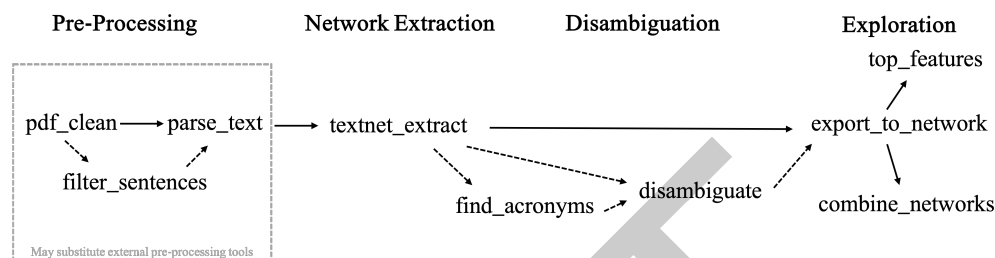 Pre-Processing Network Extraction Disambiguation Exploration
top_features
pdf_clean parse_text textnet_extract export_to_network
filter_sentences disambiguate
find_acronyms combine_networks
May substitute external pre-processing tools